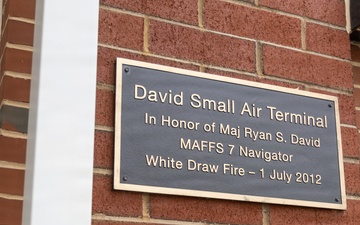 David Small Air Terminal
In Honor of Maj Ryan S. David
MAFFS 7 Navigator
White Draw Fire – 1 July 2012